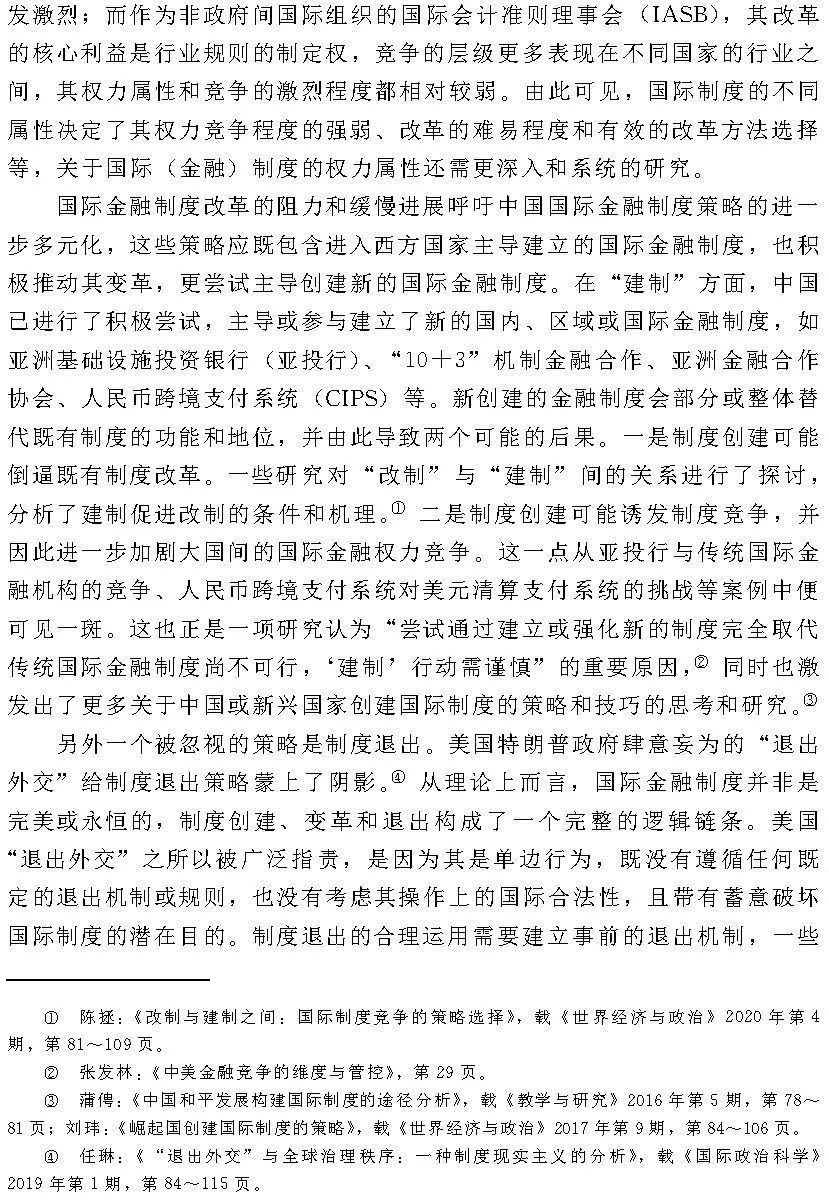 发激烈；而作为非政府间国际组织的国际会计准则理事会（IASB），其改革
的核心利益是行业规则的制定权，竞争的层级更多表现在不同国家的行业之
间，其权力属性和竞争的激烈程度都相对较弱。由此可见，国际制度的不同
属性决定了其权力竞争程度的强弱、改革的难易程度和有效的改革方法选择
等，关于国际（金融）制度的权力属性还需更深入和系统的研究。
国际金融制度改革的阻力和缓慢进展呼吁中国国际金融制度策略的进一
步多元化，这些策略应既包含进入西方国家主导建立的国际金融制度，也积
极推动其变革，更尝试主导创建新的国际金融制度。在“建制”方面，中国
已进行了积极尝试，主导或参与建立了新的国内、区域或国际金融制度，如
亚洲基础设施投资银行（亚投行）、“10＋3”机制金融合作、亚洲金融合作
协会、人民币跨境支付系统（CIPS）等。新创建的金融制度会部分或整体替
代既有制度的功能和地位，并由此导致两个可能的后果。一是制度创建可能
倒逼既有制度改革。一些研究对“改制”与“建制”间的关系进行了探讨，
分析了建制促进改制的条件和机理。① 二是制度创建可能诱发制度竞争，并
因此进一步加剧大国间的国际金融权力竞争。这一点从亚投行与传统国际金
融机构的竞争、人民币跨境支付系统对美元清算支付系统的挑战等案例中便
可见一斑。这也正是一项研究认为“尝试通过建立或强化新的制度完全取代
传统国际金融制度尚不可行，‘建制’行动需谨慎”的重要原因，② 同时也激
发出了更多关于中国或新兴国家创建国际制度的策略和技巧的思考和研究。③
另外一个被忽视的策略是制度退出。美国特朗普政府肆意妄为的“退出
外交”给制度退出策略蒙上了阴影。④ 从理论上而言，国际金融制度并非是
完美或永恒的，制度创建、变革和退出构成了一个完整的逻辑链条。美国
“退出外交”之所以被广泛指责，是因为其是单边行为，既没有遵循任何既
定的退出机制或规则，也没有考虑其操作上的国际合法性，且带有蓄意破坏
国际制度的潜在目的。制度退出的合理运用需要建立事前的退出机制，一些
① 陈拯：《改制与建制之间：国际制度竞争的策略选择》，载《世界经济与政治》2020 年第 4
期，第 81～109 页。
② 张发林：《中美金融竞争的维度与管控》，第 29 页。
③ 蒲俜：《中国和平发展构建国际制度的途径分析》，载《教学与研究》2016 年第 5 期，第 78～
81 页；刘玮：《崛起国创建国际制度的策略》，载《世界经济与政治》2017 年第 9 期，第 84～106 页。
④ 任琳：《“退出外交”与全球治理秩序：一种制度现实主义的分析》，载《国际政治科学》
2019 年第 1 期，第 84～115 页。